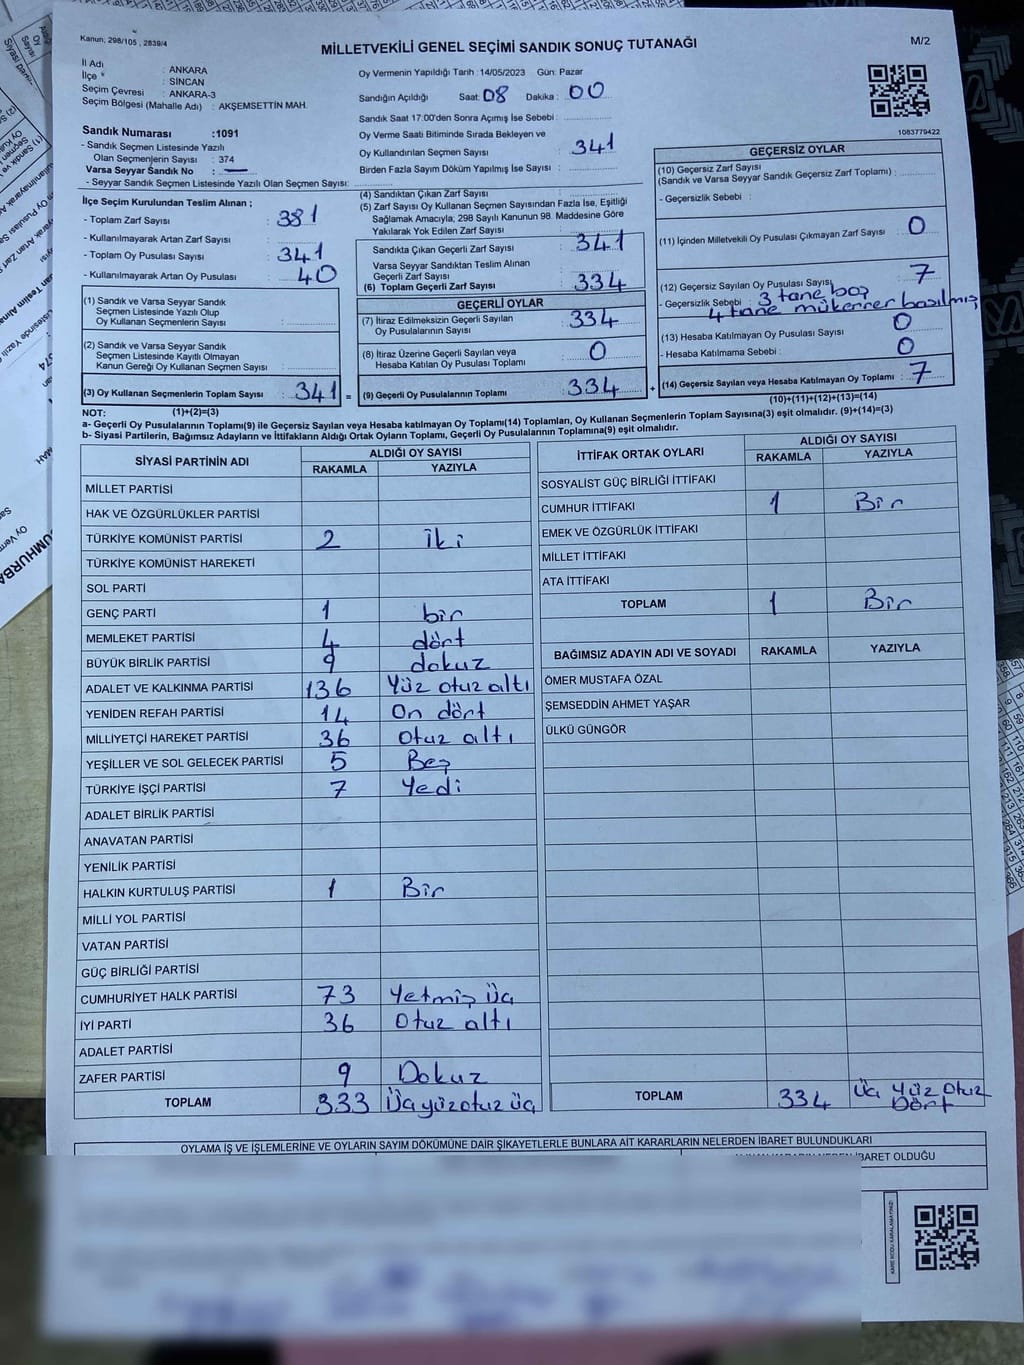 Kanun, 298/105 , 2839/4
MİLLETVEKİLİ GENEL SEÇİMİ SANDIK SONUÇ TUTANAĞI
M/2
İl Adı : ANKARA
İlçe : SİNCAN
Seçim Çevresi : ANKARA-3
Seçim Bölgesi (Mahalle Adı) : AKŞEMSETTİN MAH.
Oy Vermenin Yapıldığı Tarih :14/05/2023 Gün: Pazar
Sandığın Açıldığı Saat: 08 Dakika : 00
Sandık Saat 17:00'den Sonra Açımış İse Sebebi :
Oy Verme Saati Bitiminde Sırada Bekleyen ve
Oy Kullandırılan Seçmen Sayısı : 341
Birden Fazla Sayım Döküm Yapılmış İse Sayısı :
1083779422
Sandık Numarası :1091
- Sandık Seçmen Listesinde Yazılı
Olan Seçmenlerin Sayısı : 374
Varsa Seyyar Sandık No : —
- Seyyar Sandık Seçmen Listesinde Yazılı Olan Seçmen Sayısı:
İlçe Seçim Kurulundan Teslim Alınan ;
- Toplam Zarf Sayısı : 381
- Kullanılmayarak Artan Zarf Sayısı :
- Toplam Oy Pusulası Sayısı : 341
- Kullanılmayarak Artan Oy Pusulası : 40
(1) Sandık ve Varsa Seyyar Sandık
Seçmen Listesinde Yazılı Olup
Oy Kullanan Seçmenlerin Sayısı :
(2) Sandık ve Varsa Seyyar Sandık
Seçmen Listesinde Kayıtlı Olmayan
Kanun Gereği Oy Kullanan Seçmen Sayısı :
(3) Oy Kullanan Seçmenlerin Toplam Sayısı : 341 =
(4) Sandıktan Çıkan Zarf Sayısı :
(5) Zarf Sayısı, Oy Kullanan Seçmen Sayısından Fazla İse, Eşitliği
Sağlamak Amacıyla; 298 Sayılı Kanunun 98. Maddesine Göre
Yakılarak Yok Edilen Zarf Sayısı :
Sandıkta Çıkan Geçerli Zarf Sayısı : 341
Varsa Seyyar Sandıktan Teslim Alınan
Geçerli Zarf Sayısı :
(6) Toplam Geçerli Zarf Sayısı : 334
GEÇERLİ OYLAR
(7) İtiraz Edilmeksizin Geçerli Sayılan
Oy Pusulalarının Sayısı : 334
(8) İtiraz Üzerine Geçerli Sayılan veya
Hesaba Katılan Oy Pusulası Toplamı : 0
(9) Geçerli Oy Pusulalarının Toplamı : 334 +
GEÇERSİZ OYLAR
(10) Geçersiz Zarf Sayısı
(Sandık ve Varsa Seyyar Sandık Geçersiz Zarf Toplamı) :
- Geçersizlik Sebebi :
(11) İçinden Milletvekili Oy Pusulası Çıkmayan Zarf Sayısı : 0
(12) Geçersiz Sayılan Oy Pusulası Sayısı : 7
- Geçersizlik Sebebi : 3 tane boş
4 tane mükerrer basılmış
(13) Hesaba Katılmayan Oy Pusulası Sayısı : 0
- Hesaba Katılmama Sebebi : 0
(14) Geçersiz Sayılan veya Hesaba Katılmayan Oy Toplamı : 7
(10)+(11)+(12)+(13)=(14)
NOT: (1)+(2)=(3)
a- Geçerli Oy Pusulaları Toplamı(9) ile Geçersiz Sayılan veya Hesaba katılmayan Oy Toplamı(14) Toplamları, Oy Kullanan Seçmenlerin Toplam Sayısına(3) eşit olmalıdır. (9)+(14)=(3)
b- Siyasi Partilerin, Bağımsız Adayların ve İttifakların Aldığı Ortak Oyların Toplamı, Geçerli Oy Pusulalarının Toplamına(9) eşit olmalıdır.
SİYASİ PARTİNİN ADI ALDIĞI OY SAYISI
RAKAMLA YAZIYLA
MİLLET PARTİSİ
HAK VE ÖZGÜRLÜKLER PARTİSİ
TÜRKİYE KOMÜNİST PARTİSİ 2 iki
TÜRKİYE KOMÜNİST HAREKETİ
SOL PARTİ
GENÇ PARTİ 1 bir
MEMLEKET PARTİSİ 4 dört
BÜYÜK BİRLİK PARTİSİ 9 dokuz
ADALET VE KALKINMA PARTİSİ 136 Yüz otuz altı
YENİDEN REFAH PARTİSİ 14 On dört
MİLLİYETÇİ HAREKET PARTİSİ 36 Otuz altı
YEŞİLLER VE SOL GELECEK PARTİSİ 5 Beş
TÜRKİYE İŞÇİ PARTİSİ 7 Yedi
ADALET BİRLİK PARTİSİ
ANAVATAN PARTİSİ
YENİLİK PARTİSİ
HALKIN KURTULUŞ PARTİSİ 1 Bir
MİLLİ YOL PARTİSİ
VATAN PARTİSİ
GÜÇ BİRLİĞİ PARTİSİ
CUMHURİYET HALK PARTİSİ 73 Yetmiş üç
İYİ PARTİ 36 Otuz altı
ADALET PARTİSİ
ZAFER PARTİSİ 9 Dokuz
TOPLAM 333 Üç yüz otuz üç
İTTİFAK ORTAK OYLARI ALDIĞI OY SAYISI
RAKAMLA YAZIYLA
SOSYALİST GÜÇ BİRLİĞİ İTTİFAKI
CUMHUR İTTİFAKI 1 Bir
EMEK VE ÖZGÜRLÜK İTTİFAKI
MİLLET İTTİFAKI
ATA İTTİFAKI
TOPLAM 1 Bir
BAĞIMSIZ ADAYIN ADI VE SOYADI RAKAMLA YAZIYLA
ÖMER MUSTAFA ÖZAL
ŞEMSEDDİN AHMET YAŞAR
ÜLKÜ GÜNGÖR
TOPLAM 334 Üç Yüz Otuz
Dört
OYLAMA İŞ VE İŞLEMLERİNE VE OYLARIN SAYIM DÖKÜMÜNE DAİR ŞİKAYETLERLE BUNLARA AİT KARARLARIN NELERDEN İBARET BULUNDUKLARI
İBARET OLDUĞU
KARE KODU KARALAMAYINIZ!